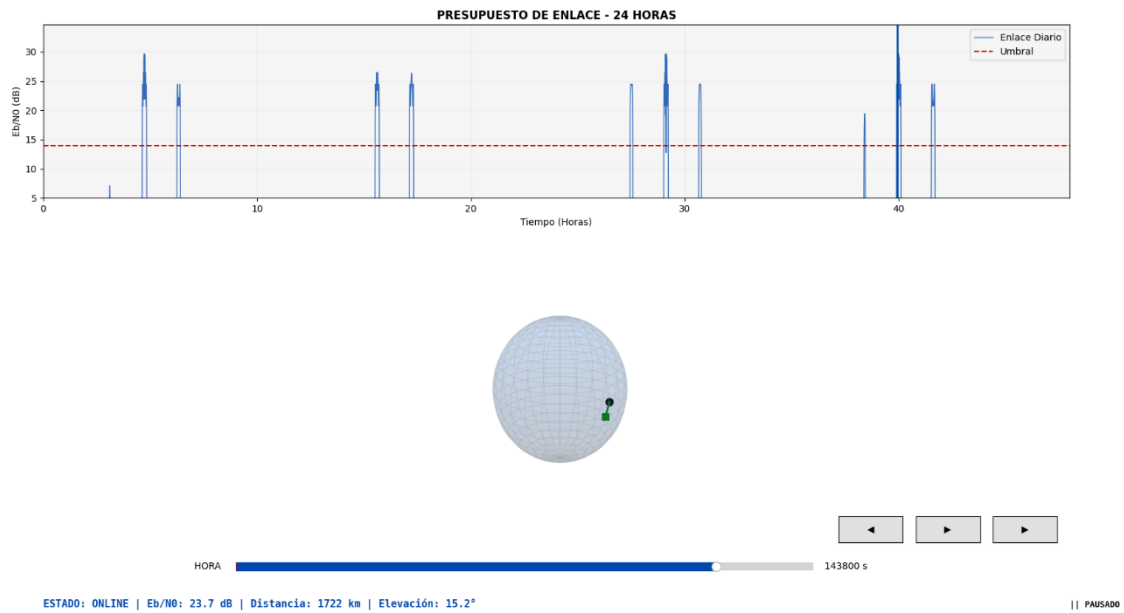 PRESUPUESTO DE ENLACE - 24 HORAS
Eb/N0 (dB)
30
25
20
15
10
5
Enlace Diario
Umbral
0 10 20 30 40
Tiempo (Horas)
◄ ► ►
HORA 143800 s
ESTADO: ONLINE | Eb/N0: 23.7 dB | Distancia: 1722 km | Elevación: 15.2°
|| PAUSADO